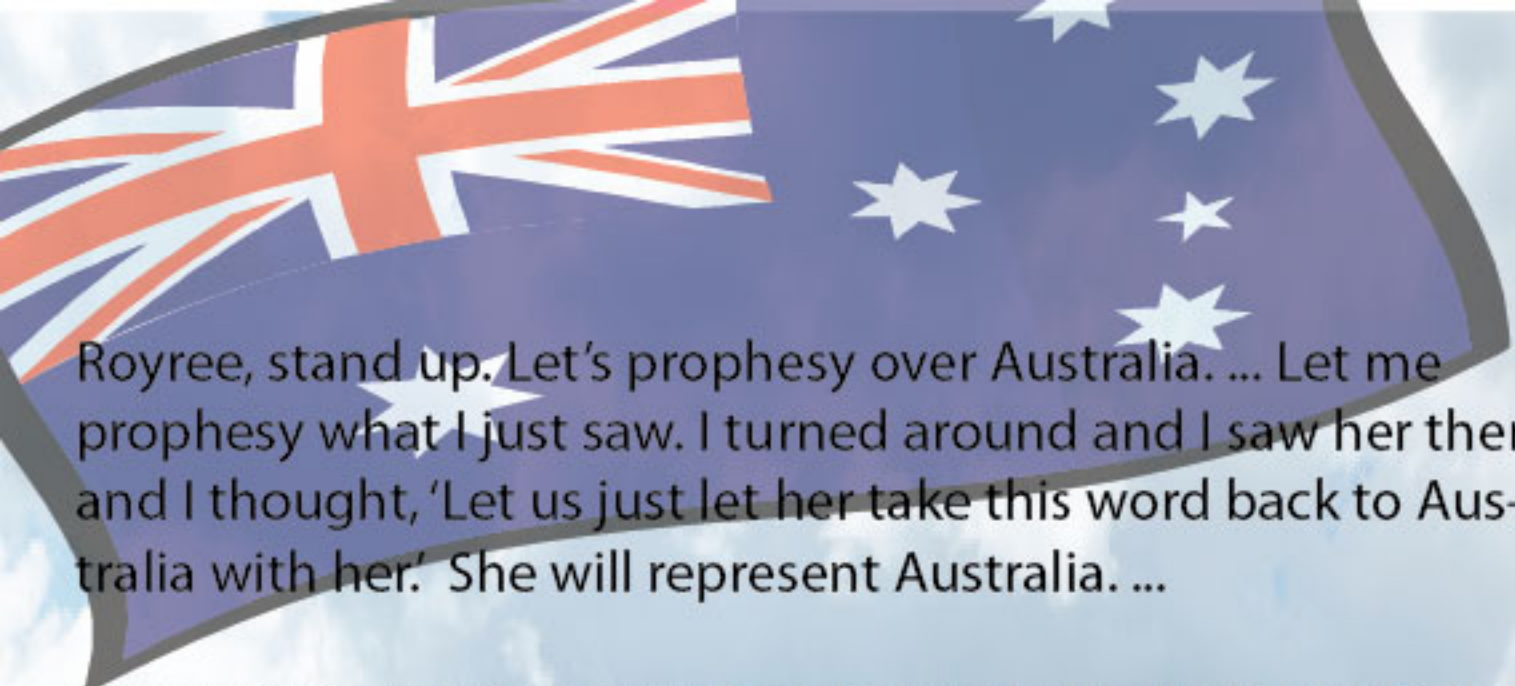 Royree, stand up. Let’s prophesy over Australia. ... Let me
prophesy what I just saw. I turned around and I saw her
and I thought, ‘Let us just let her take this word back to Aus-
tralia with her.’  She will represent Australia. ...